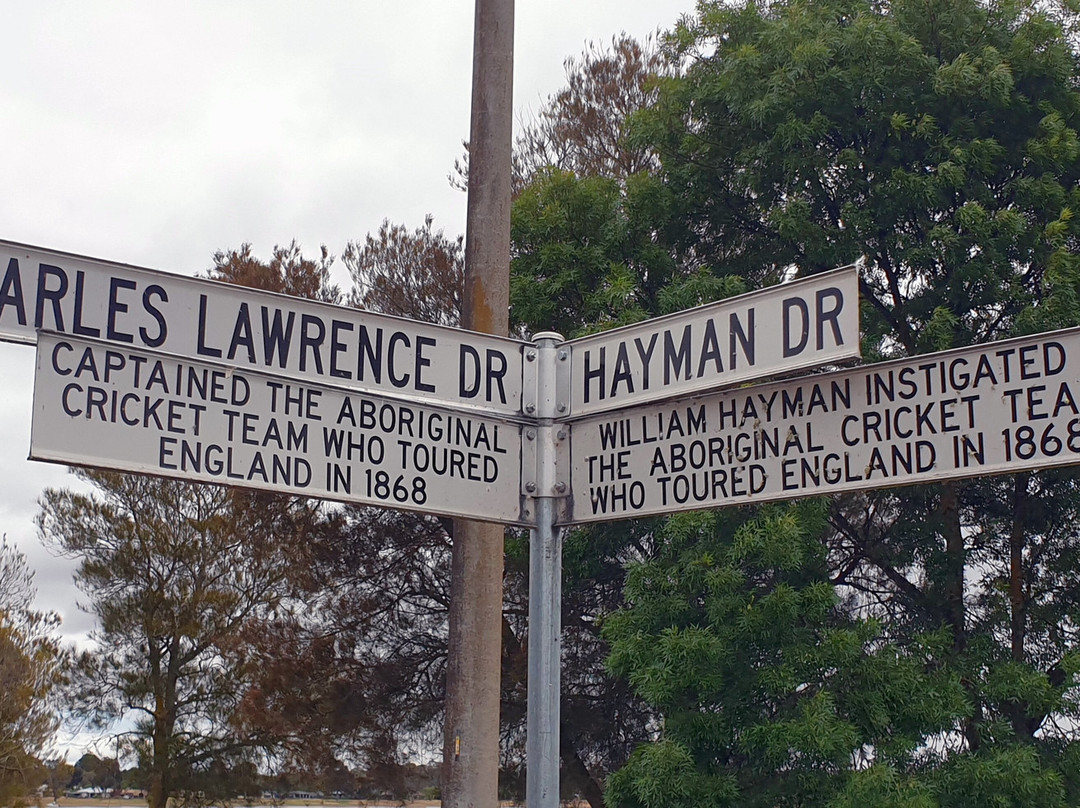 ARLES LAWRENCE DR
CAPTAINED THE ABORIGINAL
CRICKET TEAM WHO TOURED
ENGLAND IN 1868
HAYMAN DR
WILLIAM HAYMAN INSTIGATED
THE ABORIGINAL CRICKET TEA
WHO TOURED ENGLAND IN 1868